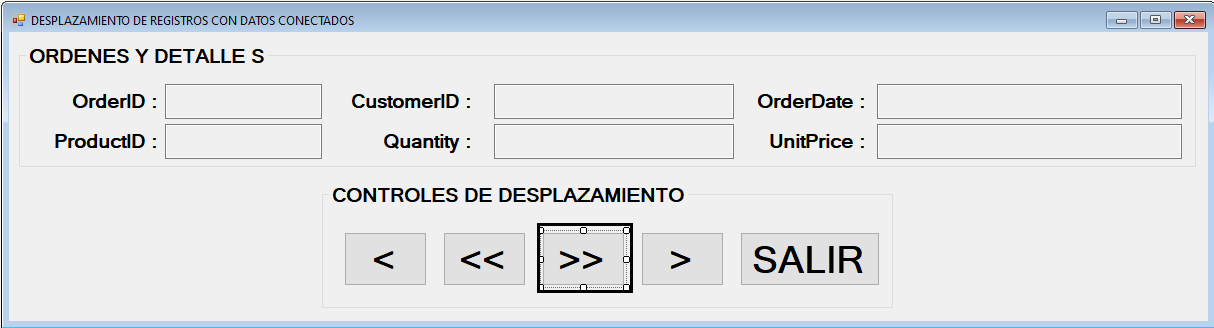 DESPLAZAMIENTO DE REGISTROS CON DATOS CONECTADOS
ORDENES Y DETALLE S
OrderID : CustomerID : OrderDate :
ProductID : Quantity : UnitPrice :
CONTROLES DE DESPLAZAMIENTO
< << >> > SALIR